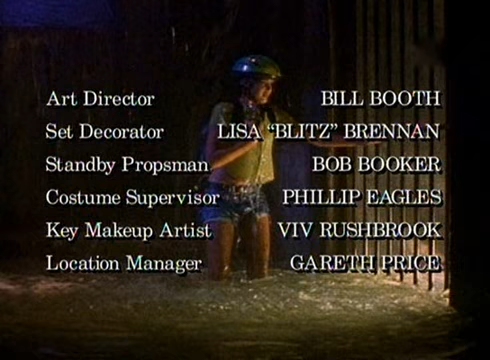 Art Director BILL BOOTH
Set Decorator LISA “BLITZ” BRENNAN
Standby Propsman BOB BOOKER
Costume Supervisor PHILLIP EAGLES
Key Makeup Artist VIV RUSHBROOK
Location Manager GARETH PRICE